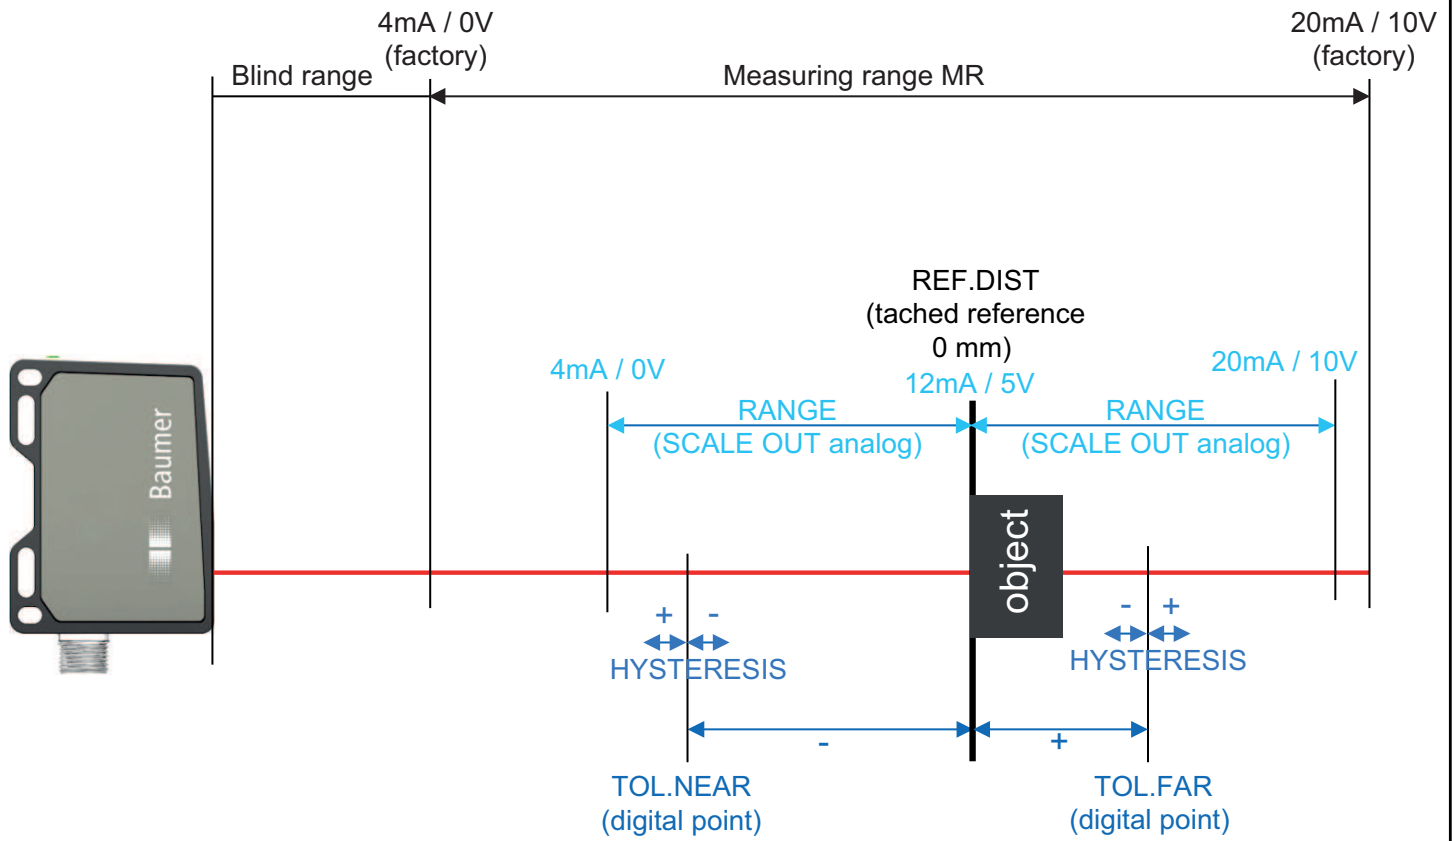 4mA / 0V
(factory)
20mA / 10V
(factory)
Blind range
Measuring range MR
REF.DIST
(tached reference
0 mm)
4mA / 0V
12mA / 5V
20mA / 10V
RANGE
(SCALE OUT analog)
RANGE
(SCALE OUT analog)
Baumer
object
+ -
HYSTERESIS
- +
HYSTERESIS
-
+
TOL.NEAR
(digital point)
TOL.FAR
(digital point)